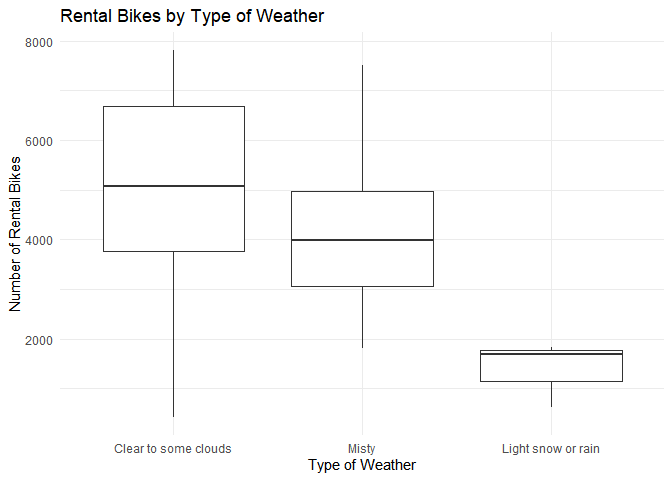 Rental Bikes by Type of Weather
Number of Rental Bikes
8000
6000
4000
2000
Clear to some clouds
Misty
Light snow or rain
Type of Weather